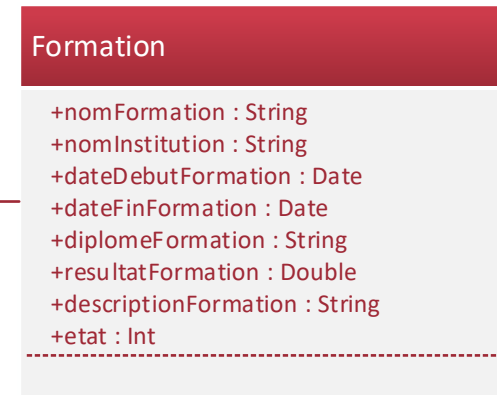 Formation
+nomFormation : String
+nomInstitution : String
+dateDebutFormation : Date
+dateFinFormation : Date
+diplomeFormation : String
+resultatFormation : Double
+descriptionFormation : String
+etat : Int